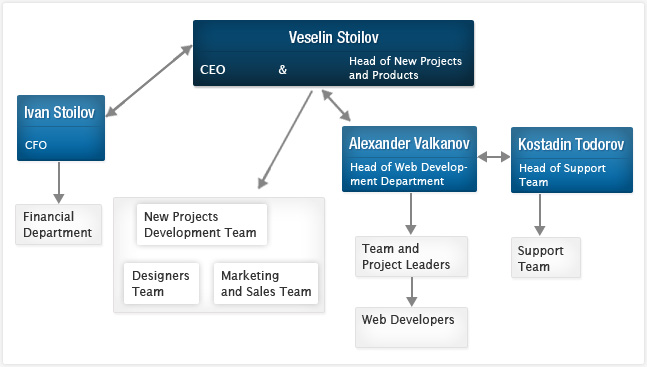 Veselin Stoilov
CEO & Head of New Projects
and Products
Ivan Stoilov
CFO
Alexander Valkanov
Head of Web Develop-
ment Department
Kostadin Todorov
Head of Support
Team
Financial
Department
New Projects
Development Team
Designers
Team
Marketing
and Sales Team
Team and
Project Leaders
Web Developers
Support
Team